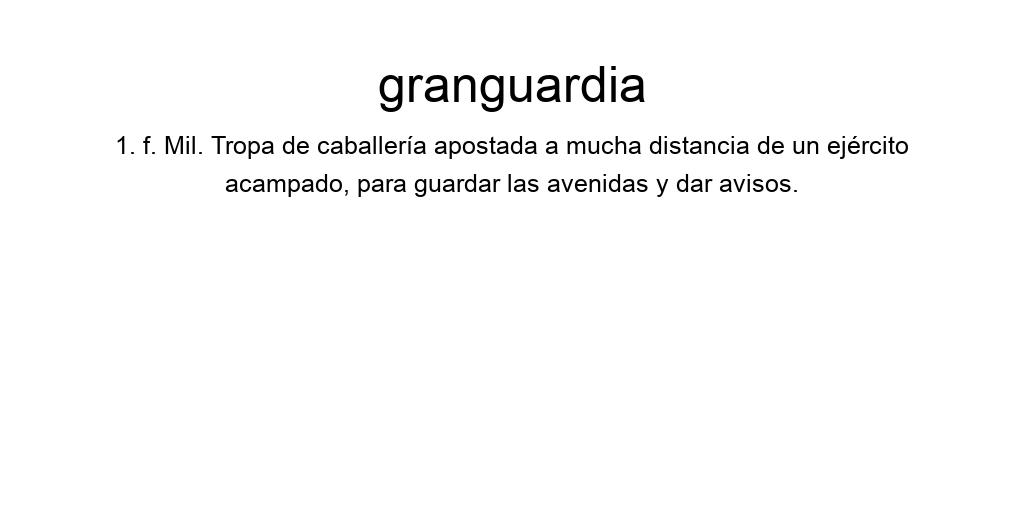 granguardia
1. f. Mil. Tropa de caballería apostada a mucha distancia de un ejército
acampado, para guardar las avenidas y dar avisos.